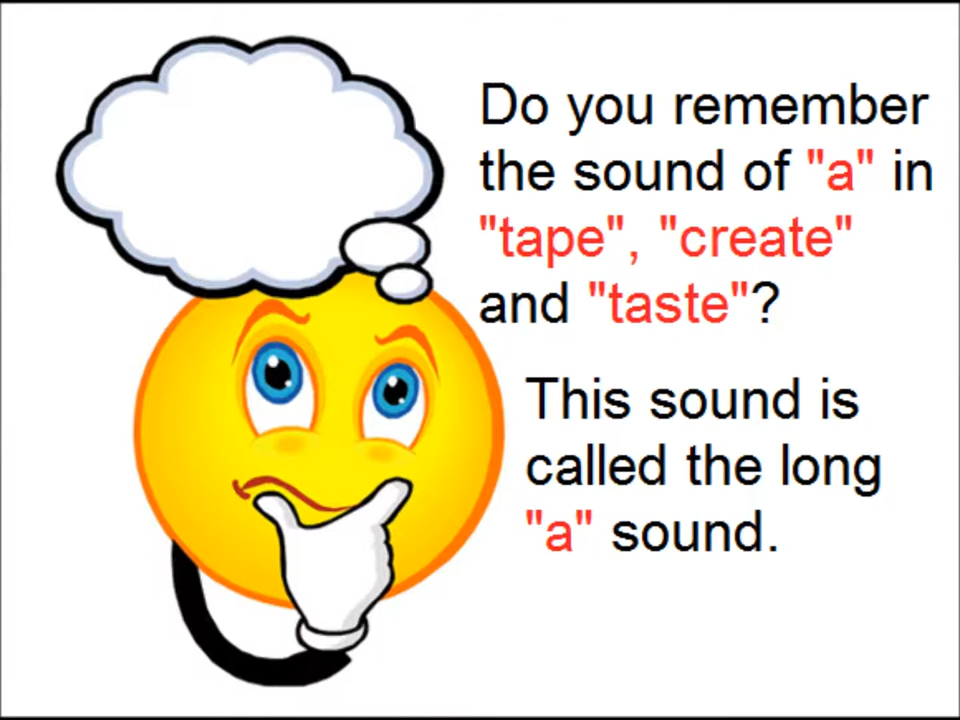 Do you remember
the sound of "a" in
"tape", "create"
and "taste"?
This sound is
called the long
"a" sound.